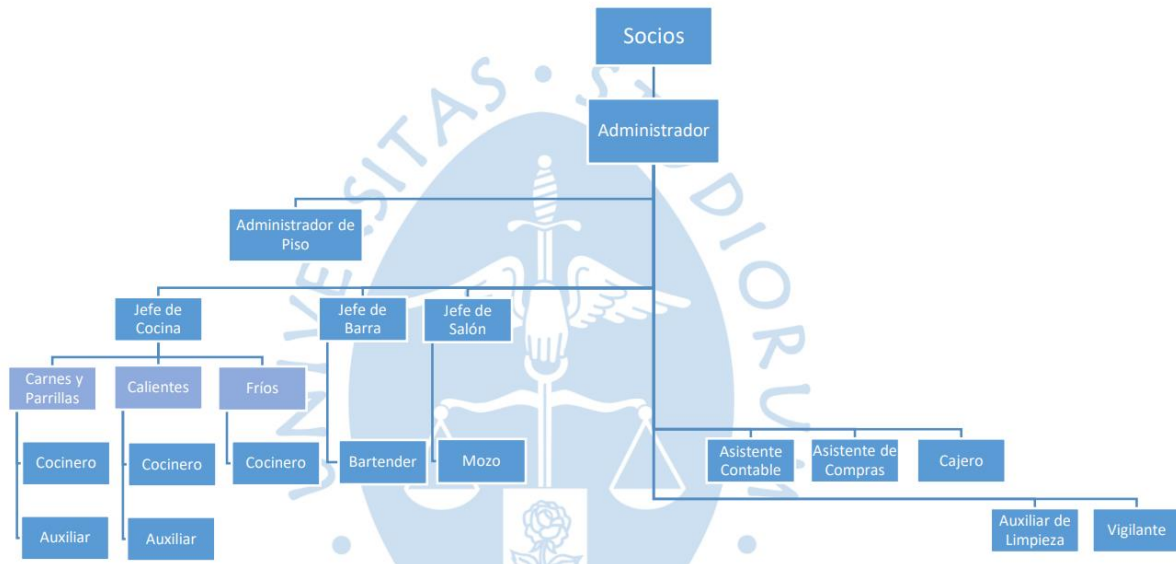 Socios
Administrador
Administrador de
Piso
Jefe de
Cocina
Jefe de
Barra
Jefe de
Salón
Carnes y
Parrillas
Calientes
Fríos
Cocinero
Cocinero
Cocinero
Bartender
Mozo
Asistente
Contable
Asistente de
Compras
Cajero
Auxiliar
Auxiliar
Auxiliar de
Limpieza
Vigilante